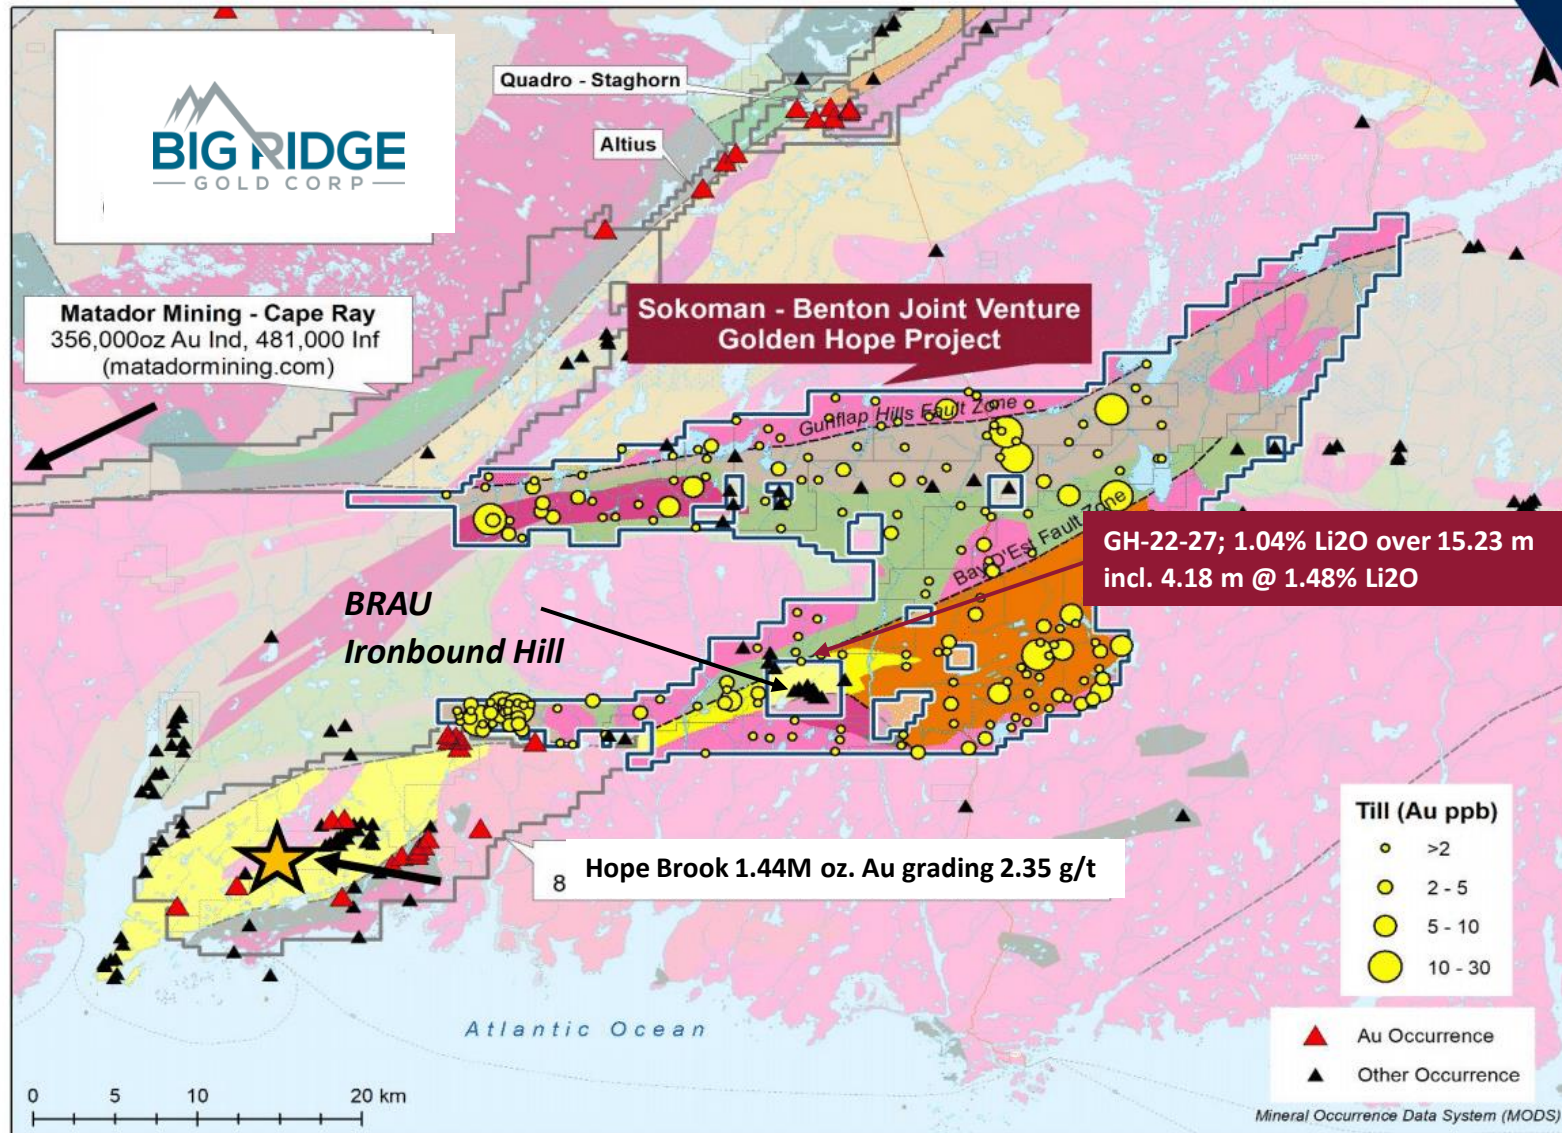 BIG RIDGE
GOLD CORP
Quadro - Staghorn
Altius
Matador Mining - Cape Ray
356,000oz Au Ind, 481,000 Inf
(matadormining.com)
Sokoman - Benton Joint Venture
Golden Hope Project
Gunflap Hills Fault Zone
Bay D'Est Fault Zone
GH-22-27; 1.04% Li2O over 15.23 m
incl. 4.18 m @ 1.48% Li2O
BRAU
Ironbound Hill
8 Hope Brook 1.44M oz. Au grading 2.35 g/t
Till (Au ppb)
>2
2 - 5
5 - 10
10 - 30
Atlantic Ocean
Au Occurrence
Other Occurrence
0 5 10 20 km
Mineral Occurrence Data System (MODS)